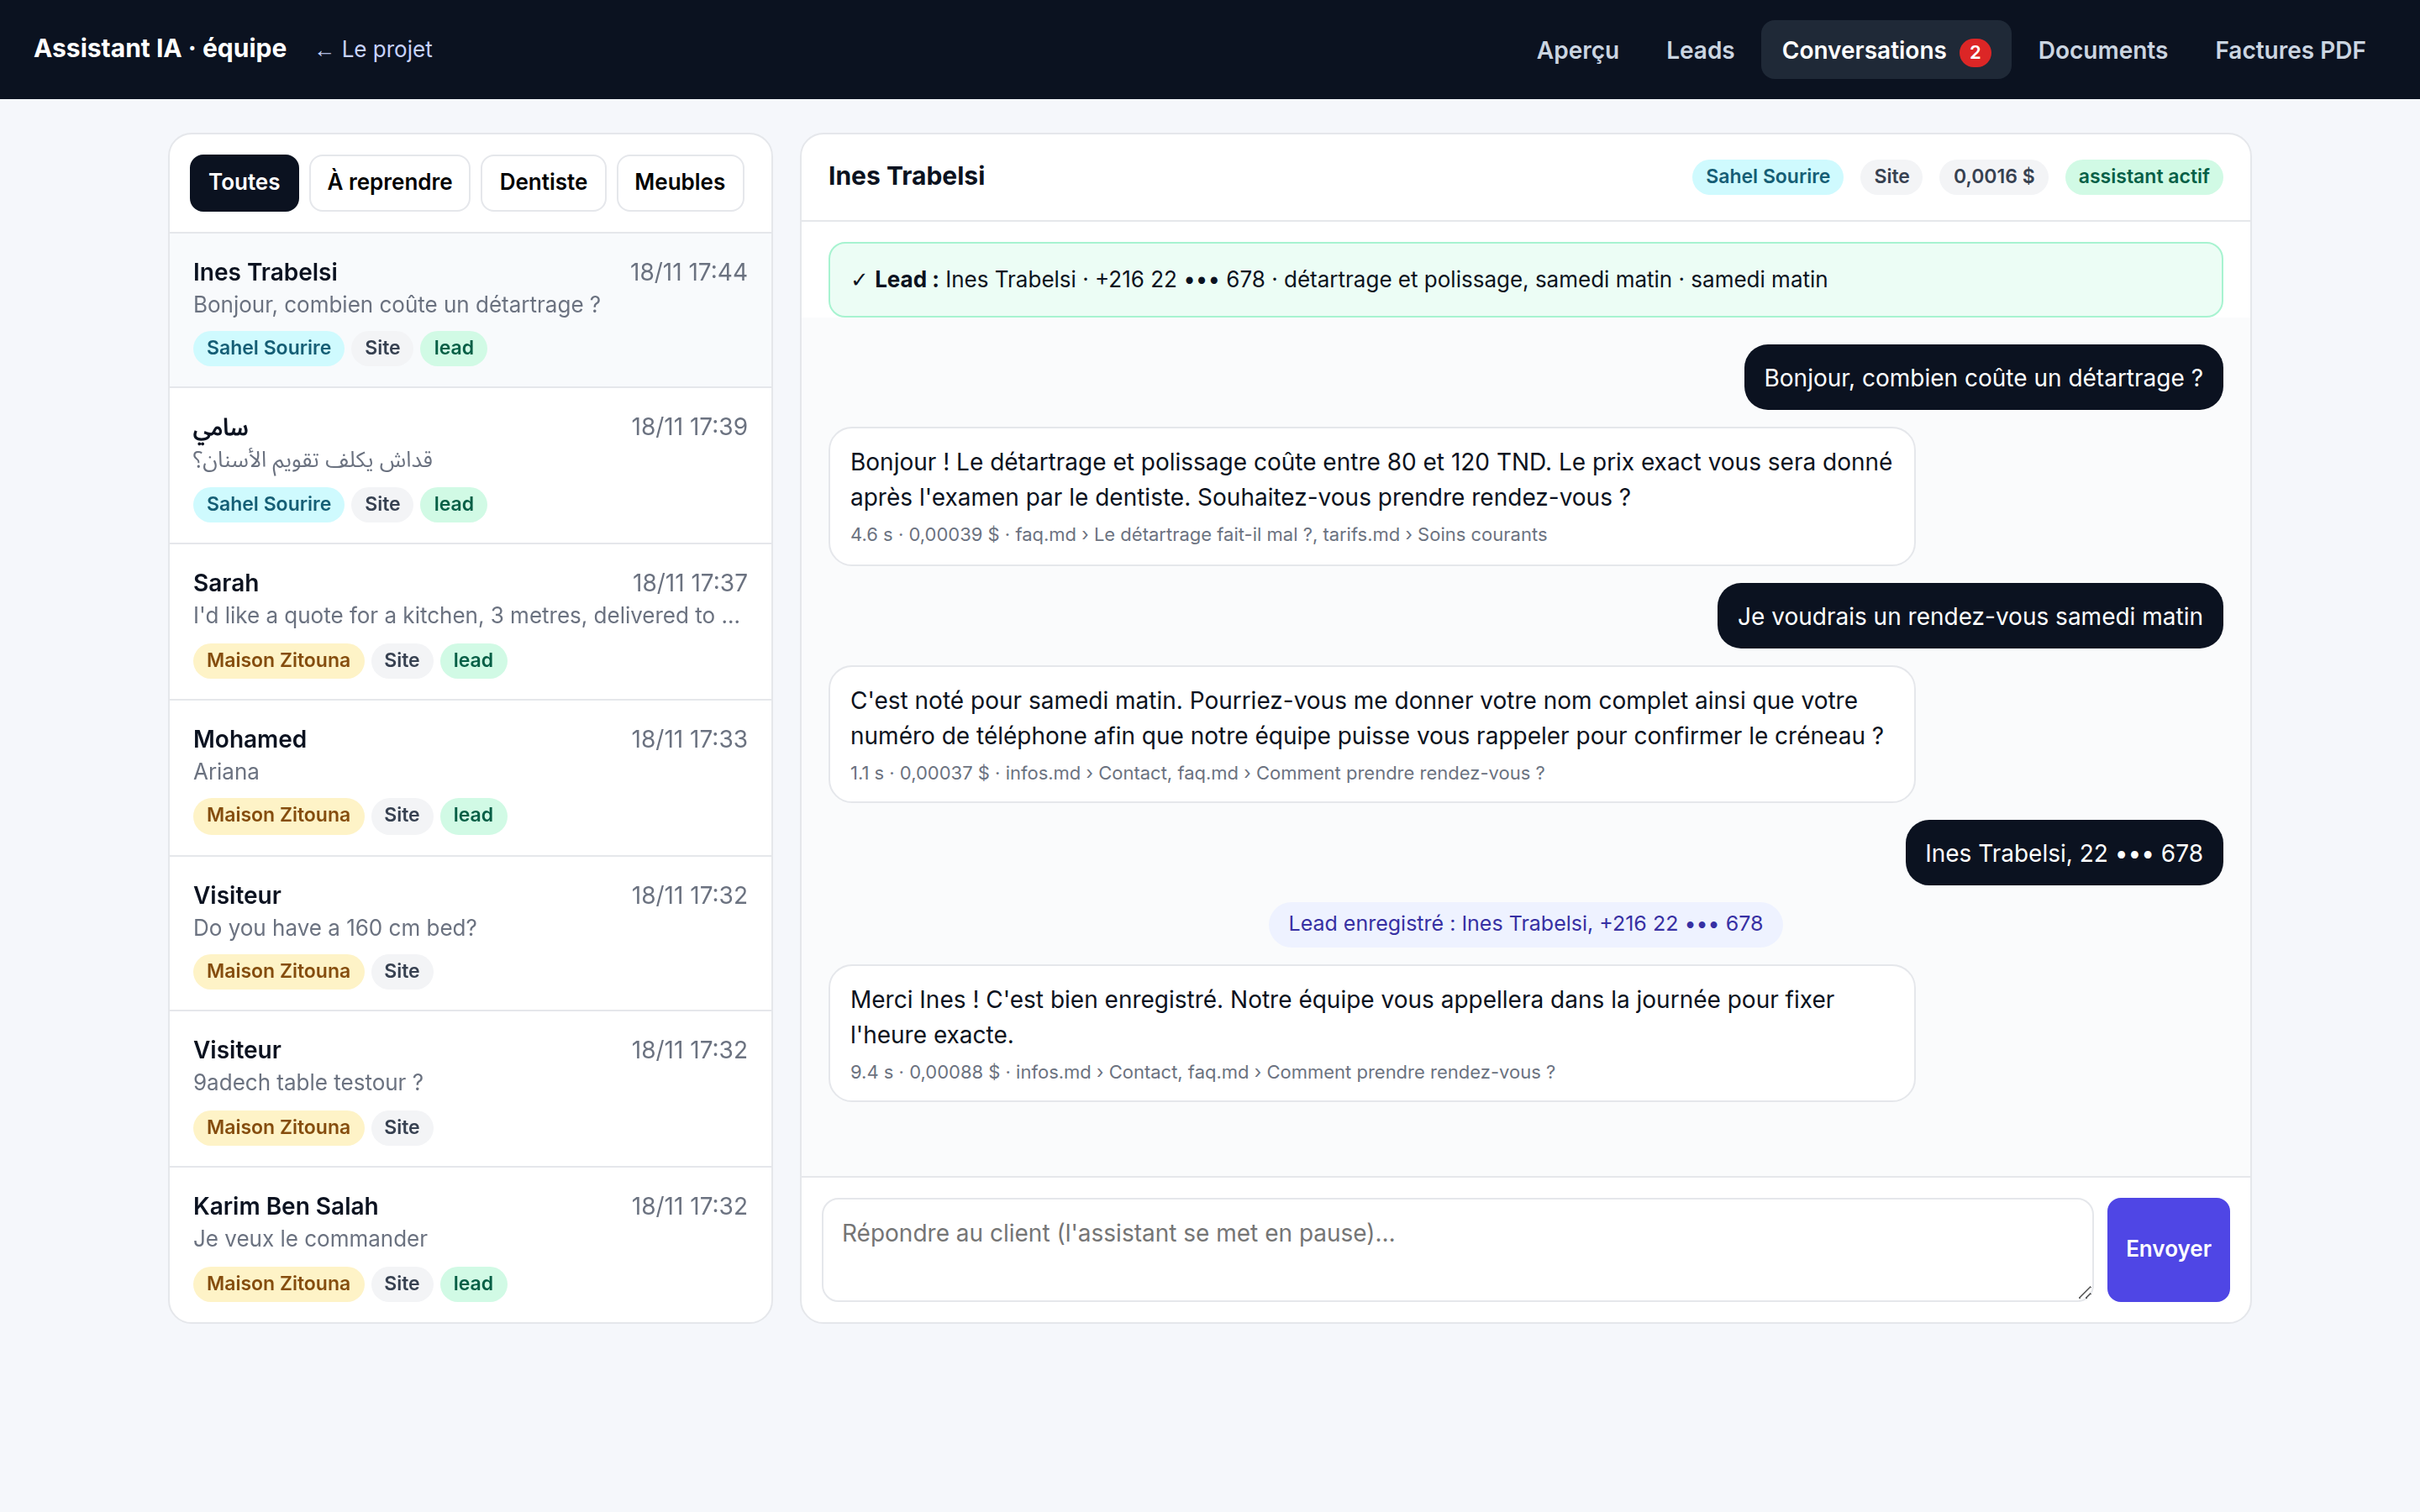 Assistant IA · équipe
← Le projet
Aperçu
Leads
Conversations 2
Documents
Factures PDF
Toutes
À reprendre
Dentiste
Meubles
Ines Trabelsi 18/11 17:44
Bonjour, combien coûte un détartrage ?
Sahel Sourire Site lead
سامي 18/11 17:39
قداش يكلف تقويم الأسنان؟
Sahel Sourire Site lead
Sarah 18/11 17:37
I'd like a quote for a kitchen, 3 metres, delivered to ...
Maison Zitouna Site lead
Mohamed 18/11 17:33
Ariana
Maison Zitouna Site lead
Visiteur 18/11 17:32
Do you have a 160 cm bed?
Maison Zitouna Site
Visiteur 18/11 17:32
9adech table testour ?
Maison Zitouna Site
Karim Ben Salah 18/11 17:32
Je veux le commander
Maison Zitouna Site lead
Ines Trabelsi
Sahel Sourire Site 0,0016 $ assistant actif
✓ Lead : Ines Trabelsi · +216 22 ••• 678 · détartrage et polissage, samedi matin · samedi matin
Bonjour, combien coûte un détartrage ?
Bonjour ! Le détartrage et polissage coûte entre 80 et 120 TND. Le prix exact vous sera donné
après l'examen par le dentiste. Souhaitez-vous prendre rendez-vous ?
4.6 s · 0,00039 $ · faq.md › Le détartrage fait-il mal ?, tarifs.md › Soins courants
Je voudrais un rendez-vous samedi matin
C'est noté pour samedi matin. Pourriez-vous me donner votre nom complet ainsi que votre
numéro de téléphone afin que notre équipe puisse vous rappeler pour confirmer le créneau ?
1.1 s · 0,00037 $ · infos.md › Contact, faq.md › Comment prendre rendez-vous ?
Ines Trabelsi, 22 ••• 678
Lead enregistré : Ines Trabelsi, +216 22 ••• 678
Merci Ines ! C'est bien enregistré. Notre équipe vous appellera dans la journée pour fixer
l'heure exacte.
9.4 s · 0,00088 $ · infos.md › Contact, faq.md › Comment prendre rendez-vous ?
Répondre au client (l'assistant se met en pause)...
Envoyer